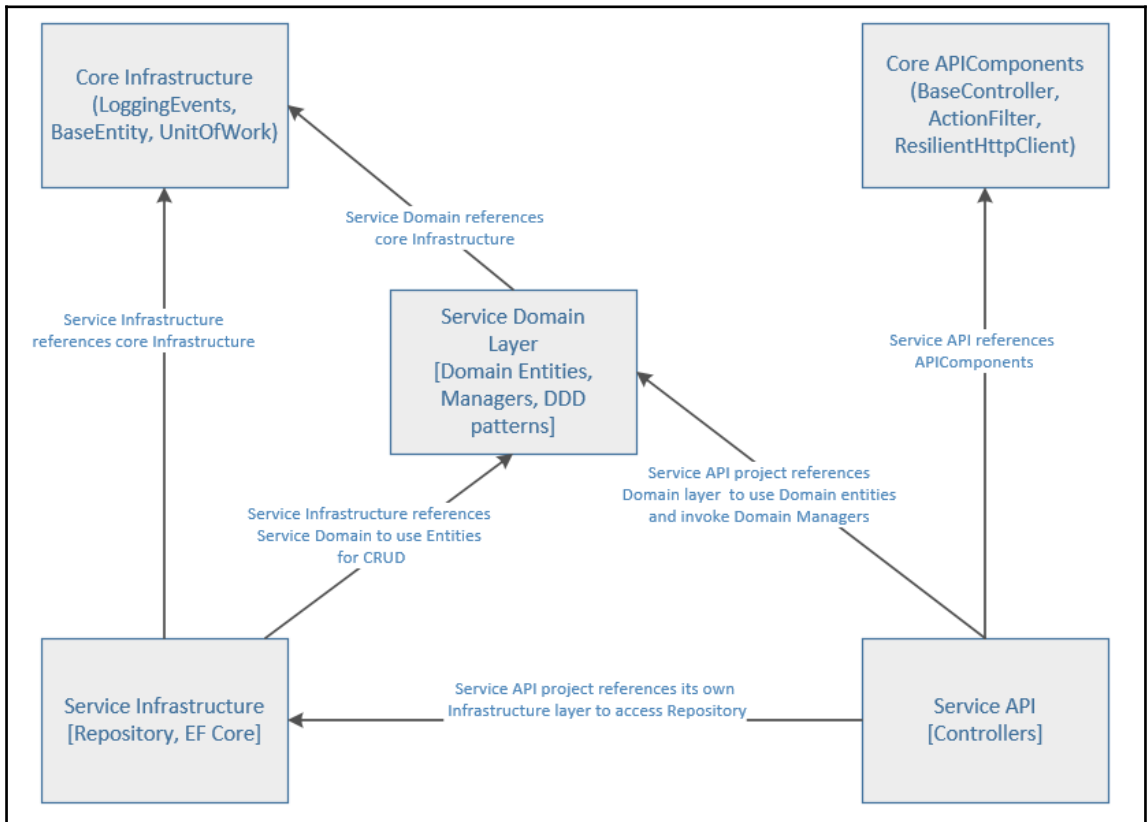 Core Infrastructure
(LoggingEvents,
BaseEntity, UnitOfWork)
Core APIComponents
(BaseController,
ActionFilter,
ResilientHttpClient)
Service Domain references
core Infrastructure
Service Infrastructure
references core Infrastructure
Service Domain
Layer
[Domain Entities,
Managers, DDD
patterns]
Service API references
APIComponents
Service API project references
Domain layer to use Domain entities
and invoke Domain Managers
Service Infrastructure references
Service Domain to use Entities
for CRUD
Service API project references its own
Infrastructure layer to access Repository
Service Infrastructure
[Repository, EF Core]
Service API
[Controllers]